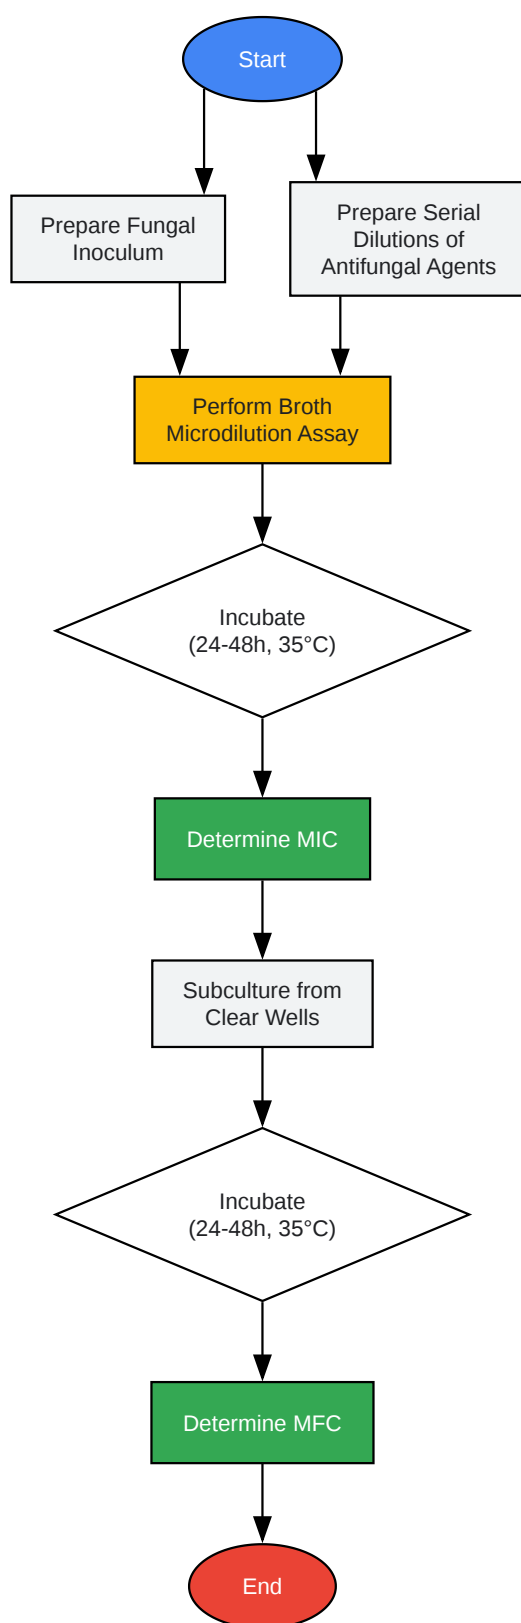 Start
Prepare Fungal
Inoculum
Prepare Serial
Dilutions of
Antifungal Agents
Perform Broth
Microdilution Assay
Incubate
(24-48h, 35°C)
Determine MIC
Subculture from
Clear Wells
Incubate
(24-48h, 35°C)
Determine MFC
End